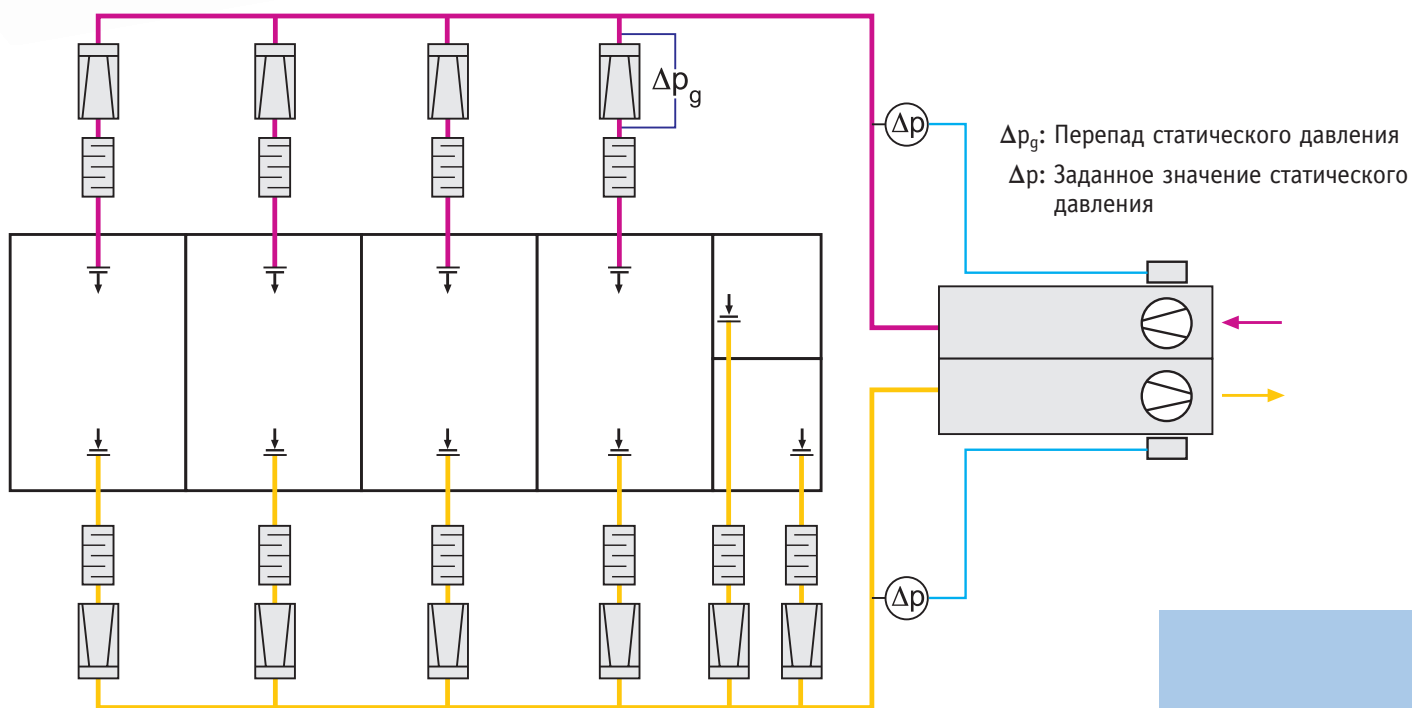 Δpg
Δp
Δpg: Перепад статического давления
Δp: Заданное значение статического
давления
Δp